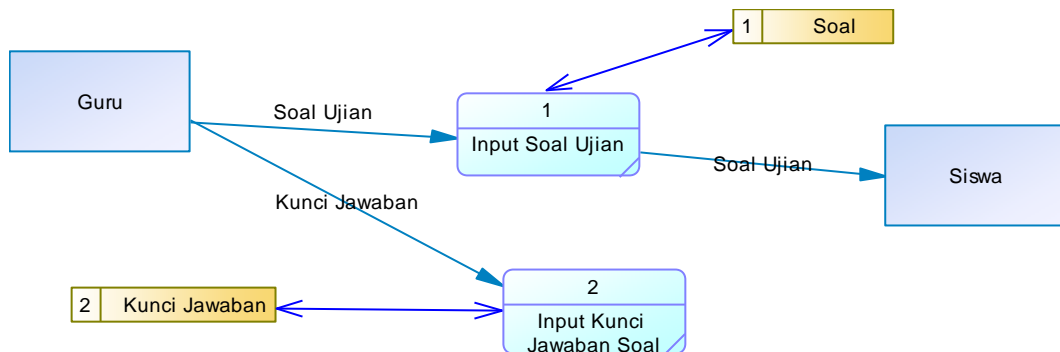 1 Soal
Guru
Soal Ujian
1
Input Soal Ujian
Soal Ujian
Siswa
Kunci Jawaban
2 Kunci Jawaban
2
Input Kunci
Jawaban Soal